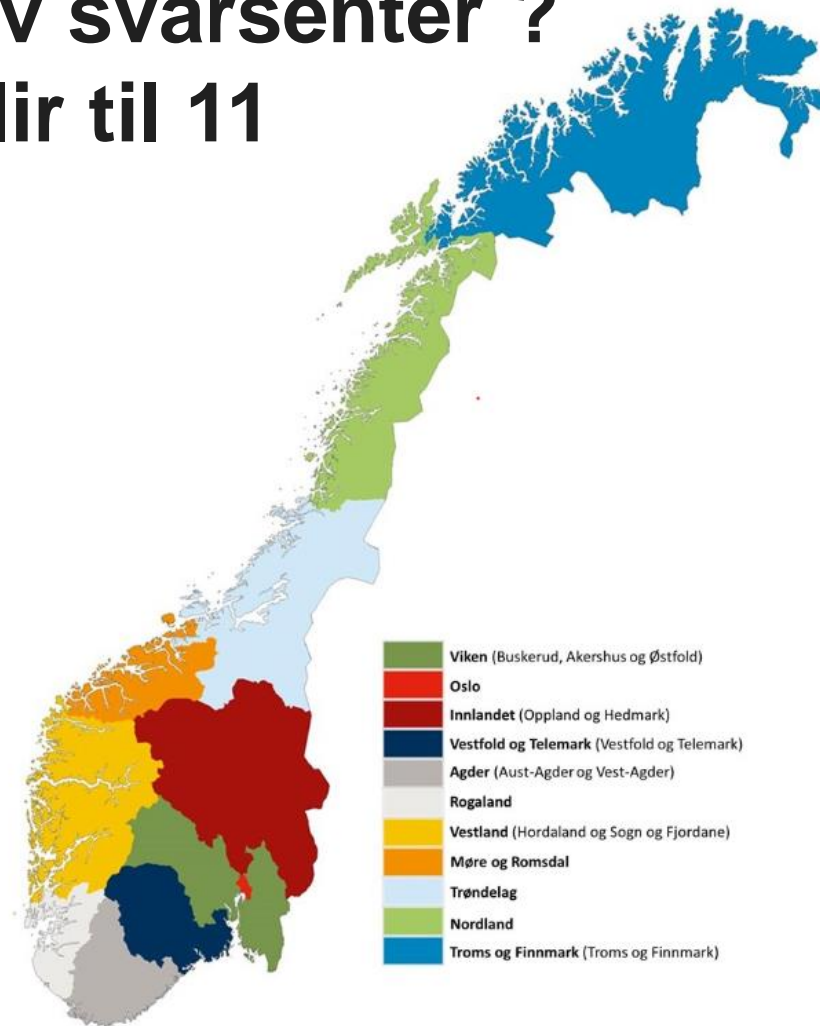 v svarsenter ?
lir til 11
Viken (Buskerud, Akershus og Østfold)
Oslo
Innlandet (Oppland og Hedmark)
Vestfold og Telemark (Vestfold og Telemark)
Agder (Aust-Agder og Vest-Agder)
Rogaland
Vestland (Hordaland og Sogn og Fjordane)
Møre og Romsdal
Trøndelag
Nordland
Troms og Finnmark (Troms og Finnmark)